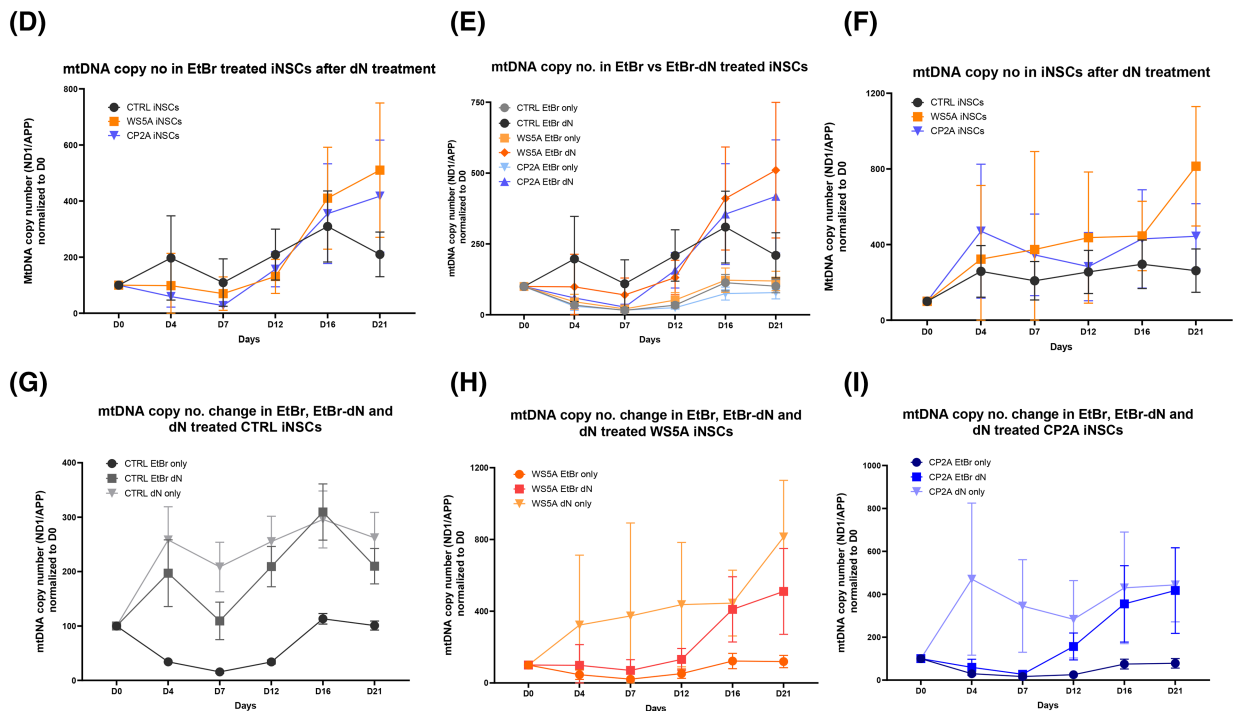 (D)
mtDNA copy no in EtBr treated iNSCs after dN treatment
MtDNA copy number (ND1/APP)
normalized to D0
800
600
400
200
0
CTRL iNSCs
WS5A iNSCs
CP2A iNSCs
D0 D4 D7 D12 D16 D21
Days
(E)
mtDNA copy no. in EtBr vs EtBR-dN treated iNSCs
mtDNA copy number (ND1/APP)
normalized to D0
750
500
250
0
CTRL EtBr only
CTRL EtBr dN
WS5A EtBr only
WS5A EtBr dN
CP2A EtBr only
CP2A EtBr dN
D0 D4 D7 D12 D16 D21
Days
(F)
mtDNA copy no in iNSCs after dN treatment
MtDNA copy number (ND1/APP)
normalized to D0
1200
800
400
0
CTRL iNSCs
WS5A iNSCs
CP2A iNSCs
D0 D4 D7 D12 D16 D21
Days
(G)
mtDNA copy no. change in EtBr, EtBr-dN and
dN treated CTRL iNSCs
mtDNA copy number (ND1/APP)
normalized to D0
400
300
200
100
0
CTRL EtBr only
CTRL EtBr dN
CTRL dN only
D0 D4 D7 D12 D16 D21
Days
(H)
mtDNA copy no. change in EtBr, EtBr-dN and
dN treated WS5A iNSCs
mtDNA copy number (ND1/APP)
normalized to D0
1200
800
400
0
WS5A EtBr only
WS5A EtBr dN
WS5A dN only
D0 D4 D7 D12 D16 D21
Days
(I)
mtDNA copy no. change in EtBr, EtBr-dN and
dN treated CP2A iNSCs
mtDNA copy number (ND1/APP)
normalized to D0
1000
800
600
400
200
0
CP2A EtBr only
CP2A EtBr dN
CP2A dN only
D0 D4 D7 D12 D16 D21
Days